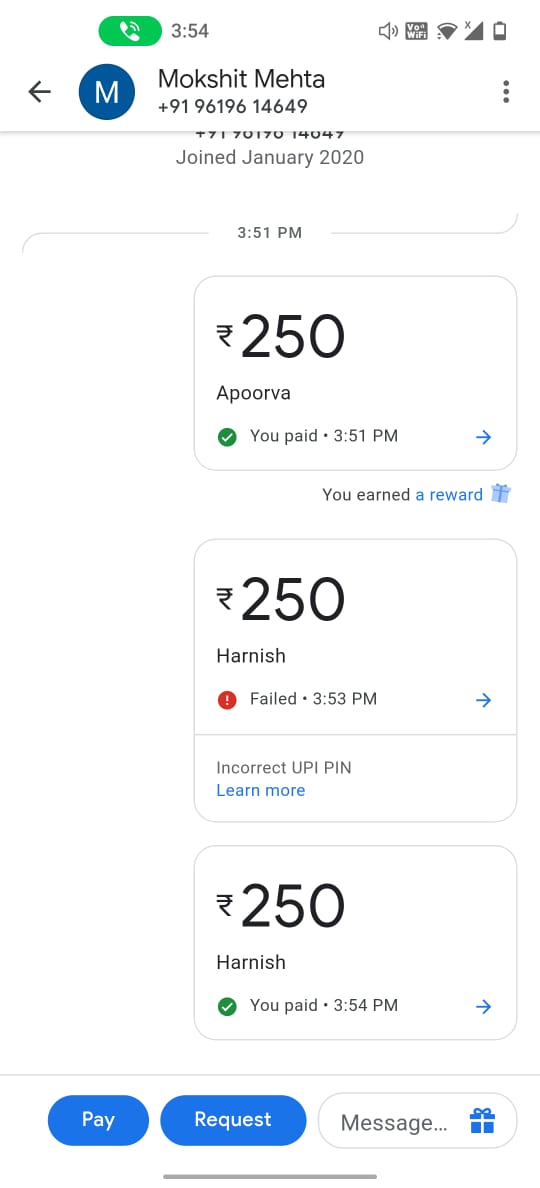 3:54
Vo))
WiFi
X
M
Mokshit Mehta
+91 96196 14649
+91 96196 14649
Joined January 2020
3:51 PM
₹250
Apoorva
You paid • 3:51 PM
You earned a reward
₹250
Harnish
Failed • 3:53 PM
Incorrect UPI PIN
Learn more
₹250
Harnish
You paid • 3:54 PM
Pay
Request
Message...